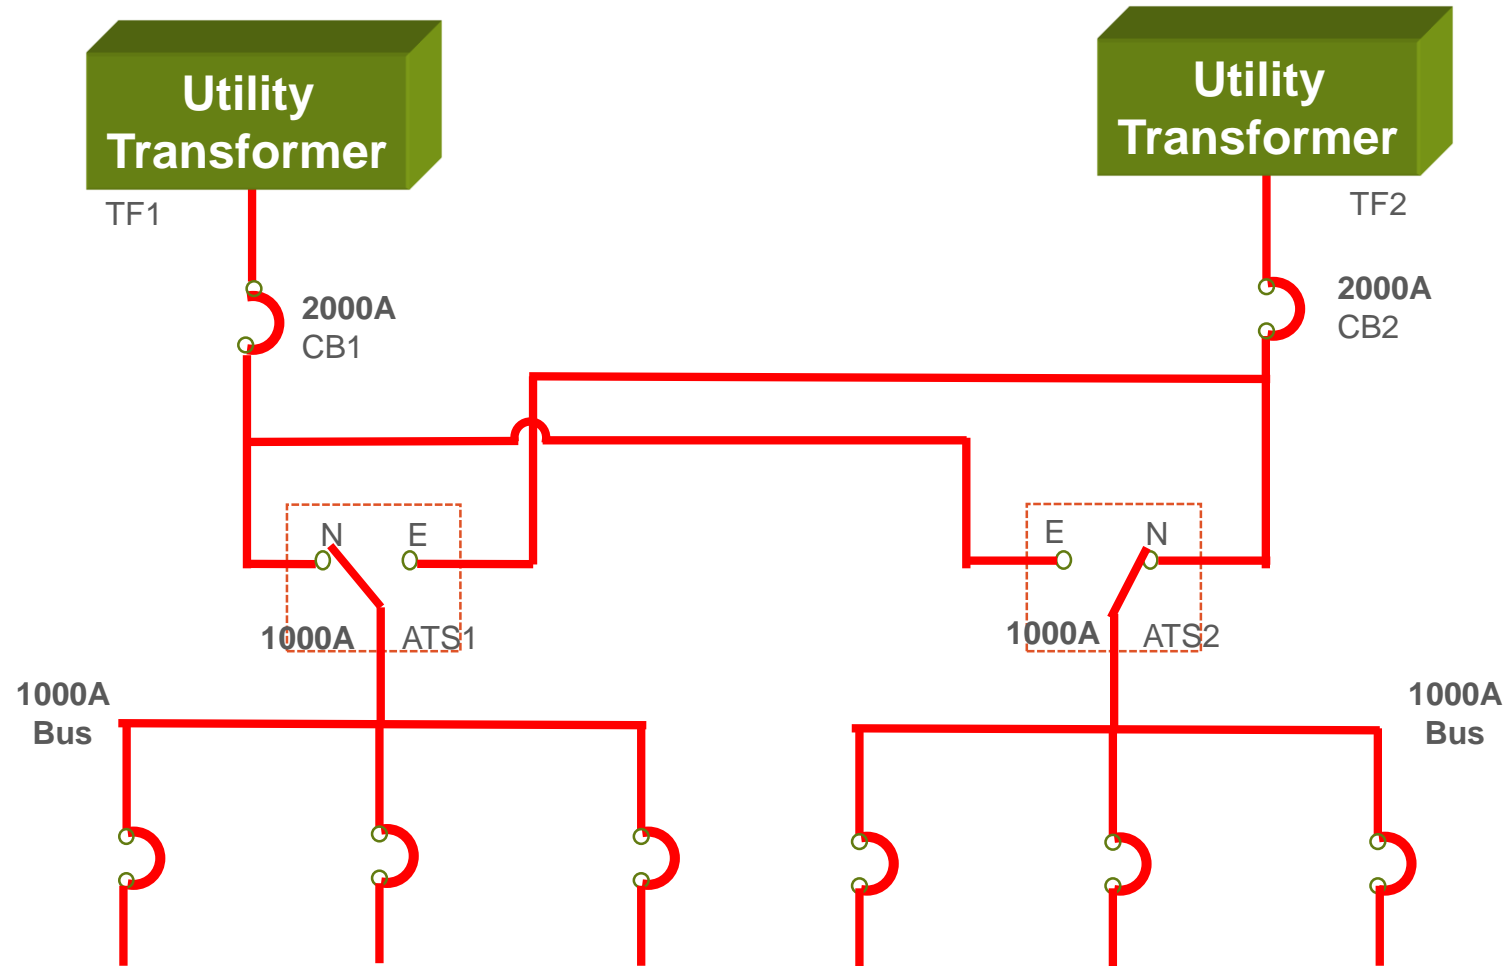 Utility
Transformer
Utility
Transformer
TF1
TF2
2000A
CB1
2000A
CB2
N
E
E
N
1000A
ATS1
1000A
ATS2
1000A
Bus
1000A
Bus